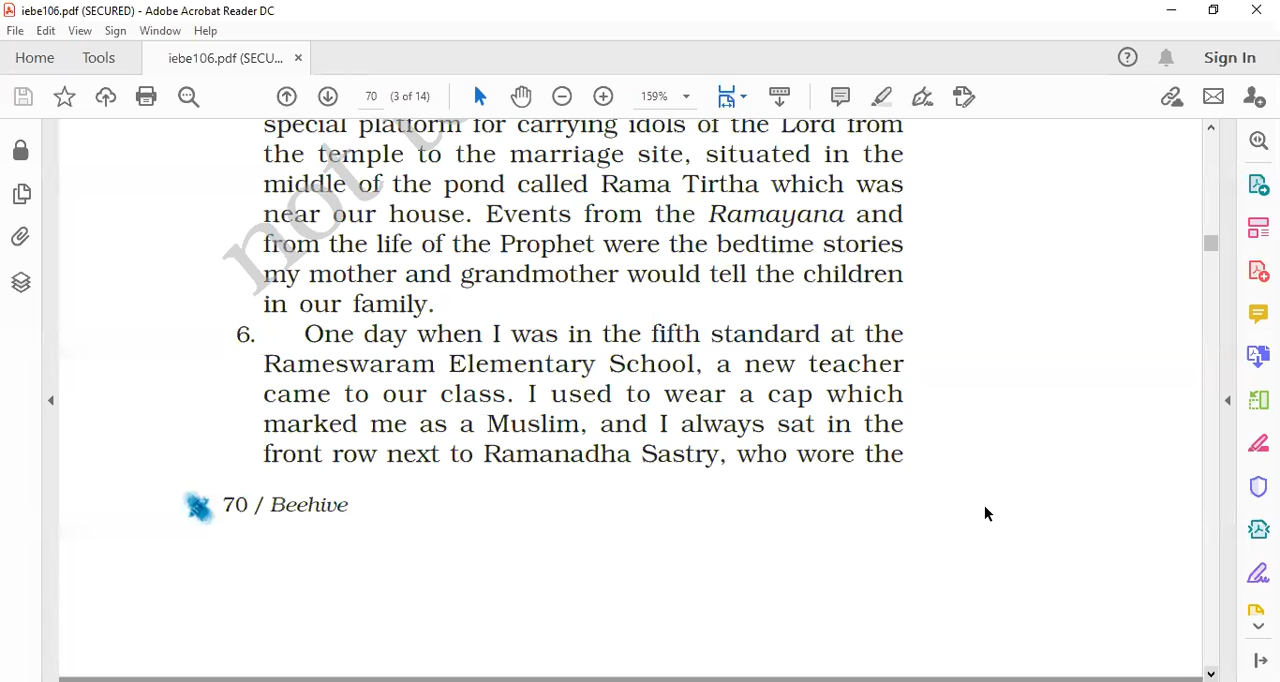 iebe106.pdf (SECURED) - Adobe Acrobat Reader DC
File Edit View Sign Window Help
Home Tools iebe106.pdf (SECU... × Sign In
70 (3 of 14) 159%
special platform for carrying idols of the Lord from
the temple to the marriage site, situated in the
middle of the pond called Rama Tirtha which was
near our house. Events from the Ramayana and
from the life of the Prophet were the bedtime stories
my mother and grandmother would tell the children
in our family.
6. One day when I was in the fifth standard at the
Rameswaram Elementary School, a new teacher
came to our class. I used to wear a cap which
marked me as a Muslim, and I always sat in the
front row next to Ramanadha Sastry, who wore the
70 / Beehive
not